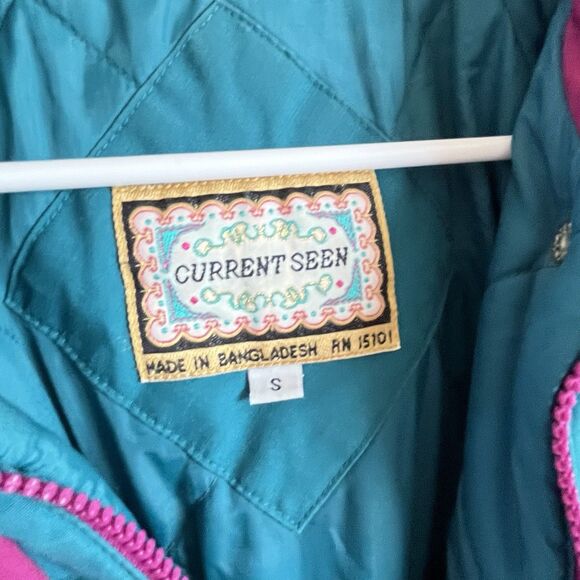 CURRENT SEEN
MADE IN BANGLADESH RN 15101
S